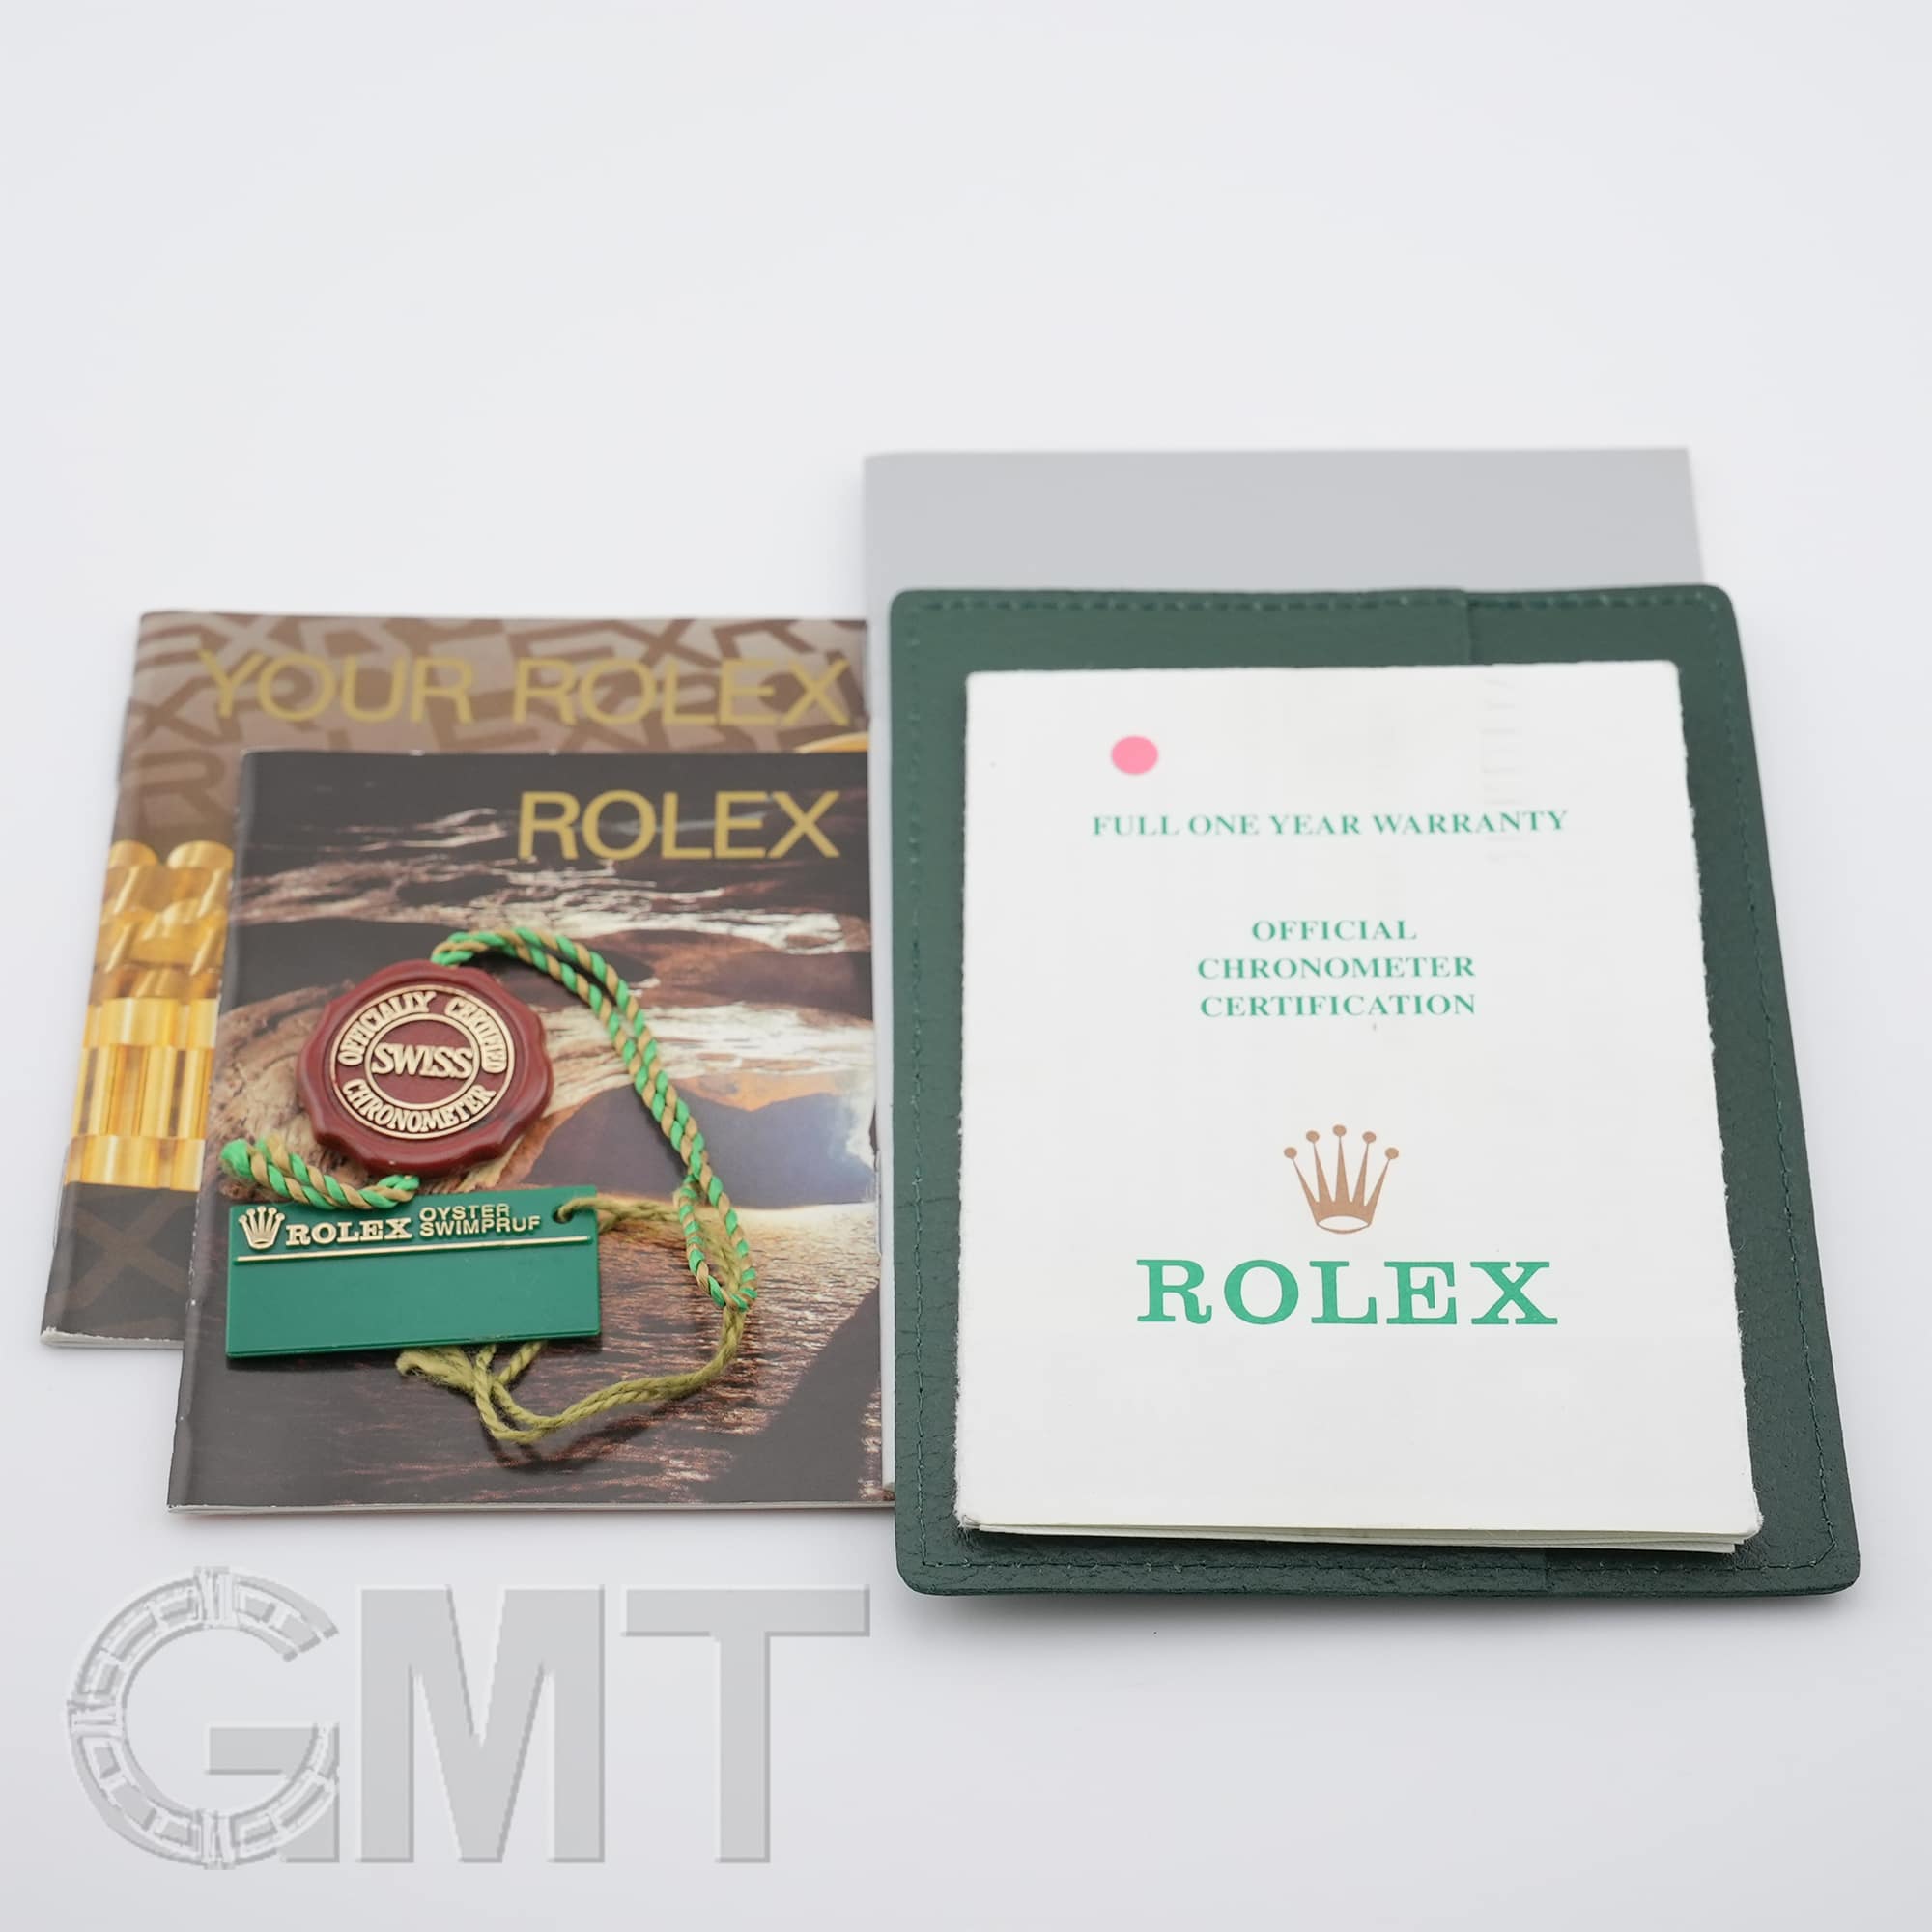 YOUR ROLEX
ROLEX
OFFICIALLY CERTIFIED
SWISS
CHRONOMETER
ROLEX OYSTER
SWIMPRUF
FULL ONE YEAR WARRANTY
OFFICIAL
CHRONOMETER
CERTIFICATION
ROLEX
GMT